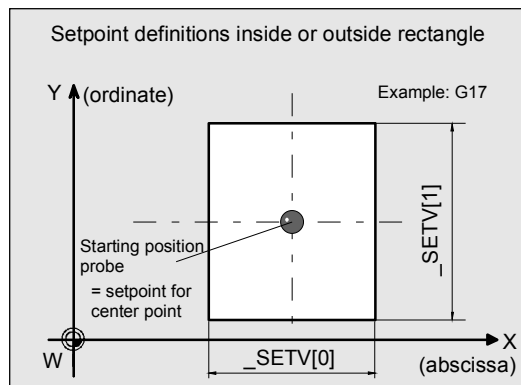 Setpoint definitions inside or outside rectangle
Y
(ordinate)
Example: G17
_SETV[1]
Starting position
probe
= setpoint for
center point
W
_SETV[0]
X
(abscissa)